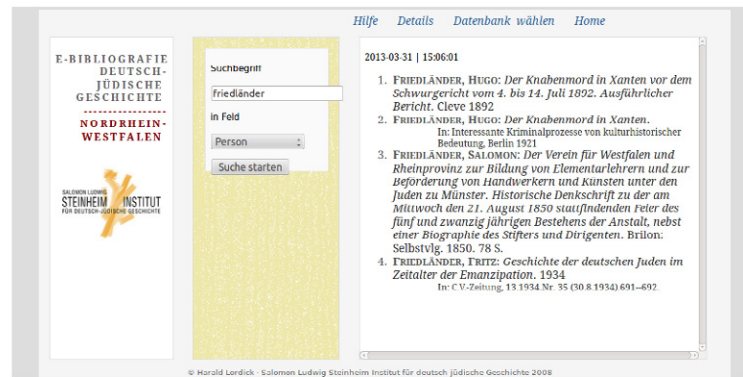 Hilfe Details Datenbank wählen Home
E-BIBLIOGRAFIE
DEUTSCH-
JÜDISCHE
GESCHICHTE
NORDRHEIN-
WESTFALEN
SALOMON LUDWIG
STEINHEIM INSTITUT
FÜR DEUTSCH-JÜDISCHE GESCHICHTE
Suchbegriff
friedländer
in Feld
Person
Suche starten
2013-03-31 | 15:06:01
1. FRIEDLÄNDER, HUGO: Der Knabenmord in Xanten vor dem
Schwurgericht vom 4. bis 14. Juli 1892. Ausführlicher
Bericht. Cleve 1892
2. FRIEDLÄNDER, HUGO: Der Knabenmord in Xanten.
In: Interessante Kriminalprozesse von kulturhistorischer
Bedeutung, Berlin 1921
3. FRIEDLÄNDER, SALOMON: Der Verein für Westfalen und
Rheinprovinz zur Bildung von Elementarlehrern und zur
Beförderung von Handwerkern und Künsten unter den
Juden zu Münster. Historische Denkschrift zu der am
Mittwoch den 21. August 1850 stattfindenden Feier des
fünf und zwanzig jährigen Bestehens der Anstalt, nebst
einer Biographie des Stifters und Dirigenten. Brilon:
Selbstvlg. 1850. 78 S.
4. FRIEDLÄNDER, FRITZ: Geschichte der deutschen Juden im
Zeitalter der Emanzipation. 1934
In: C.V.-Zeitung, 13.1934 Nr. 35 (30.8.1934) 691–692.
© Harald Lordick - Salomon Ludwig Steinheim Institut für deutsch jüdische Geschichte 2008